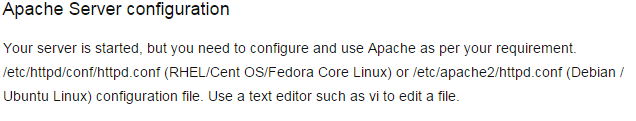 Apache Server configuration
Your server is started, but you need to configure and use Apache as per your requirement.
/etc/httpd/conf/httpd.conf (RHEL/Cent OS/Fedora Core Linux) or /etc/apache2/httpd.conf (Debian /
Ubuntu Linux) configuration file. Use a text editor such as vi to edit a file.